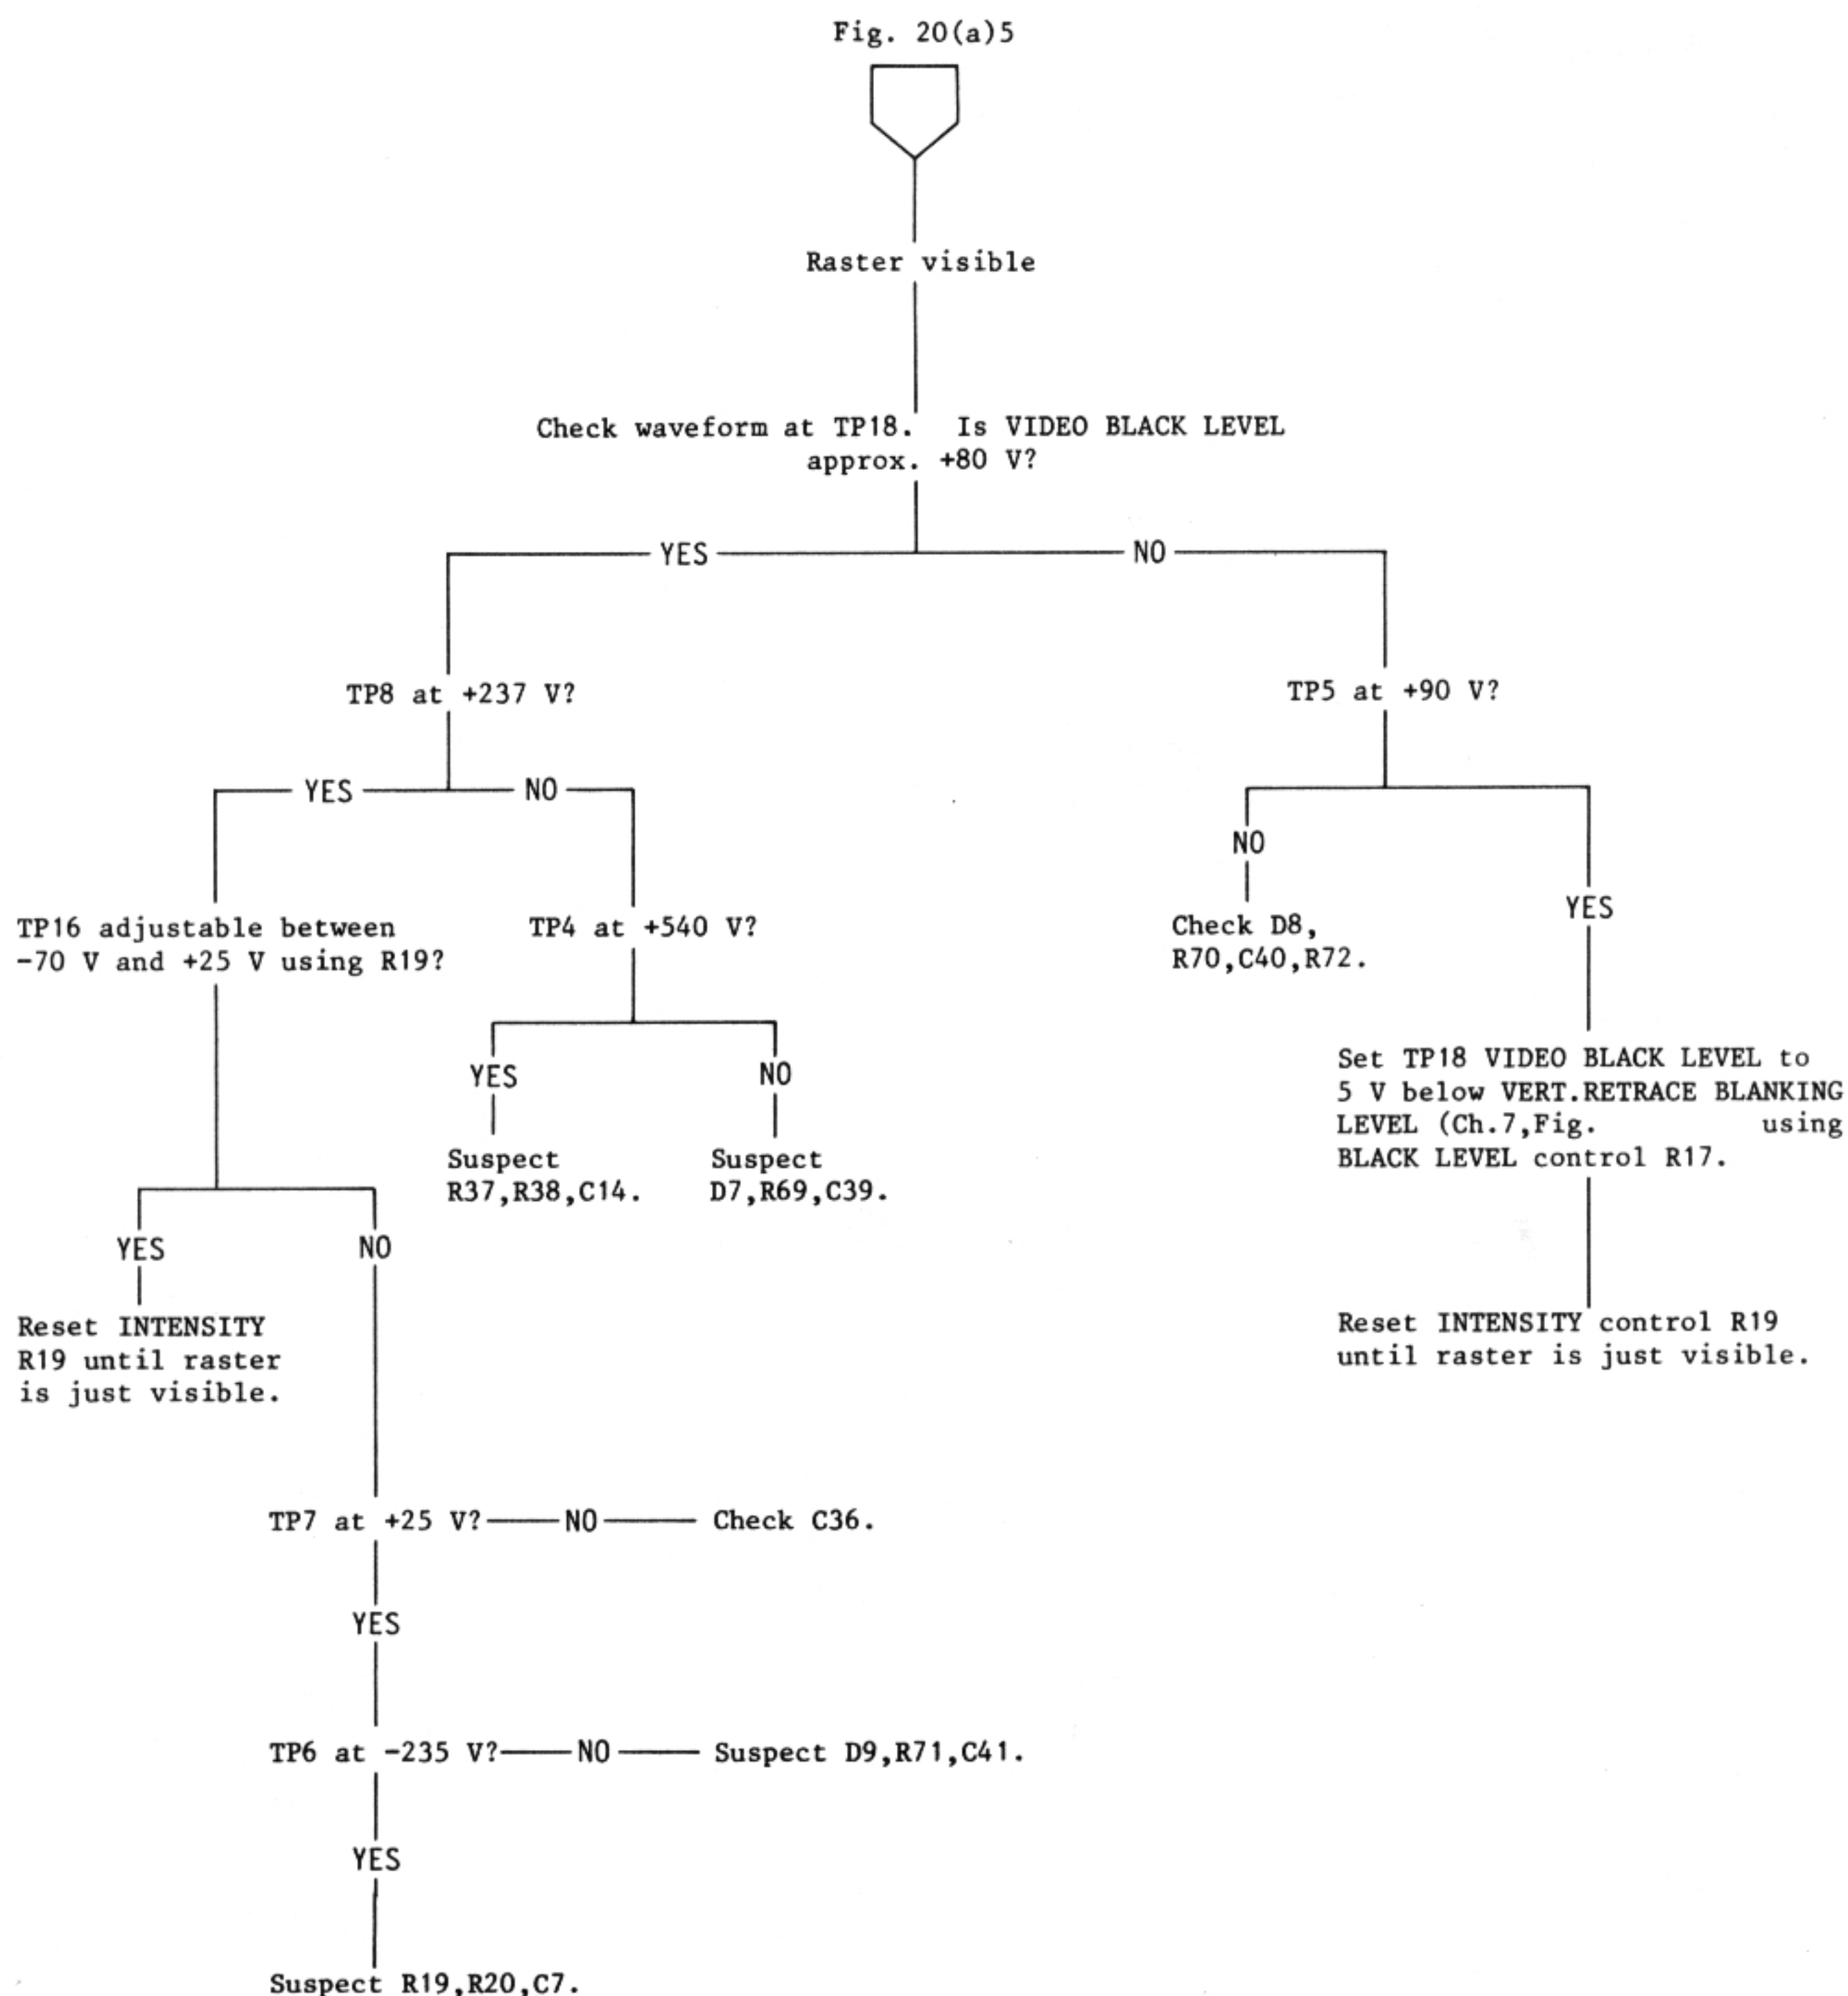 Fig. 20(a)5
Raster visible
Check waveform at TP18. Is VIDEO BLACK LEVEL
approx. +80 V?
YES
NO
TP8 at +237 V?
TP5 at +90 V?
YES
NO
NO
YES
TP16 adjustable between
-70 V and +25 V using R19?
TP4 at +540 V?
Check D8,
R70,C40,R72.
YES
NO
Set TP18 VIDEO BLACK LEVEL to
5 V below VERT.RETRACE BLANKING
LEVEL (Ch.7,Fig. using
BLACK LEVEL control R17.
Suspect
R37,R38,C14.
Suspect
D7,R69,C39.
YES
NO
Reset INTENSITY
R19 until raster
is just visible.
Reset INTENSITY control R19
until raster is just visible.
TP7 at +25 V? NO Check C36.
YES
TP6 at -235 V? NO Suspect D9,R71,C41.
YES
Suspect R19,R20,C7.